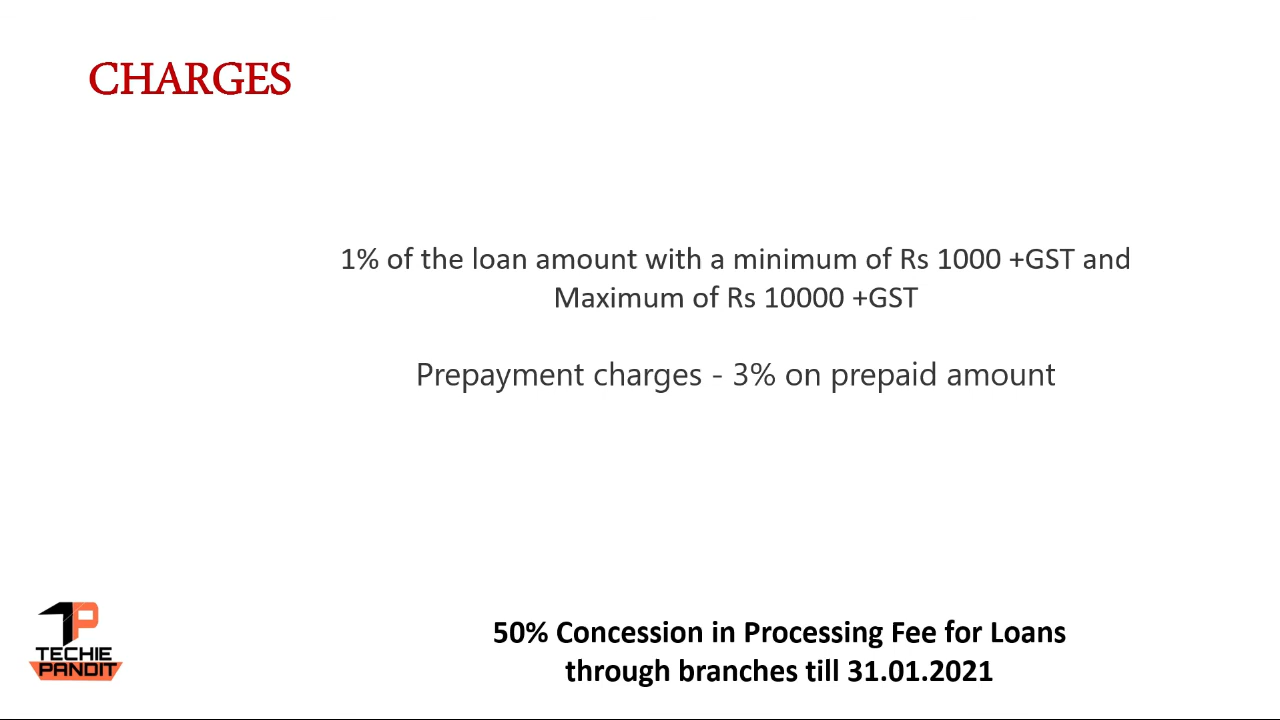 CHARGES
1% of the loan amount with a minimum of Rs 1000 +GST and
Maximum of Rs 10000 +GST
Prepayment charges - 3% on prepaid amount
TP
TECHIE
PANDIT
50% Concession in Processing Fee for Loans
through branches till 31.01.2021